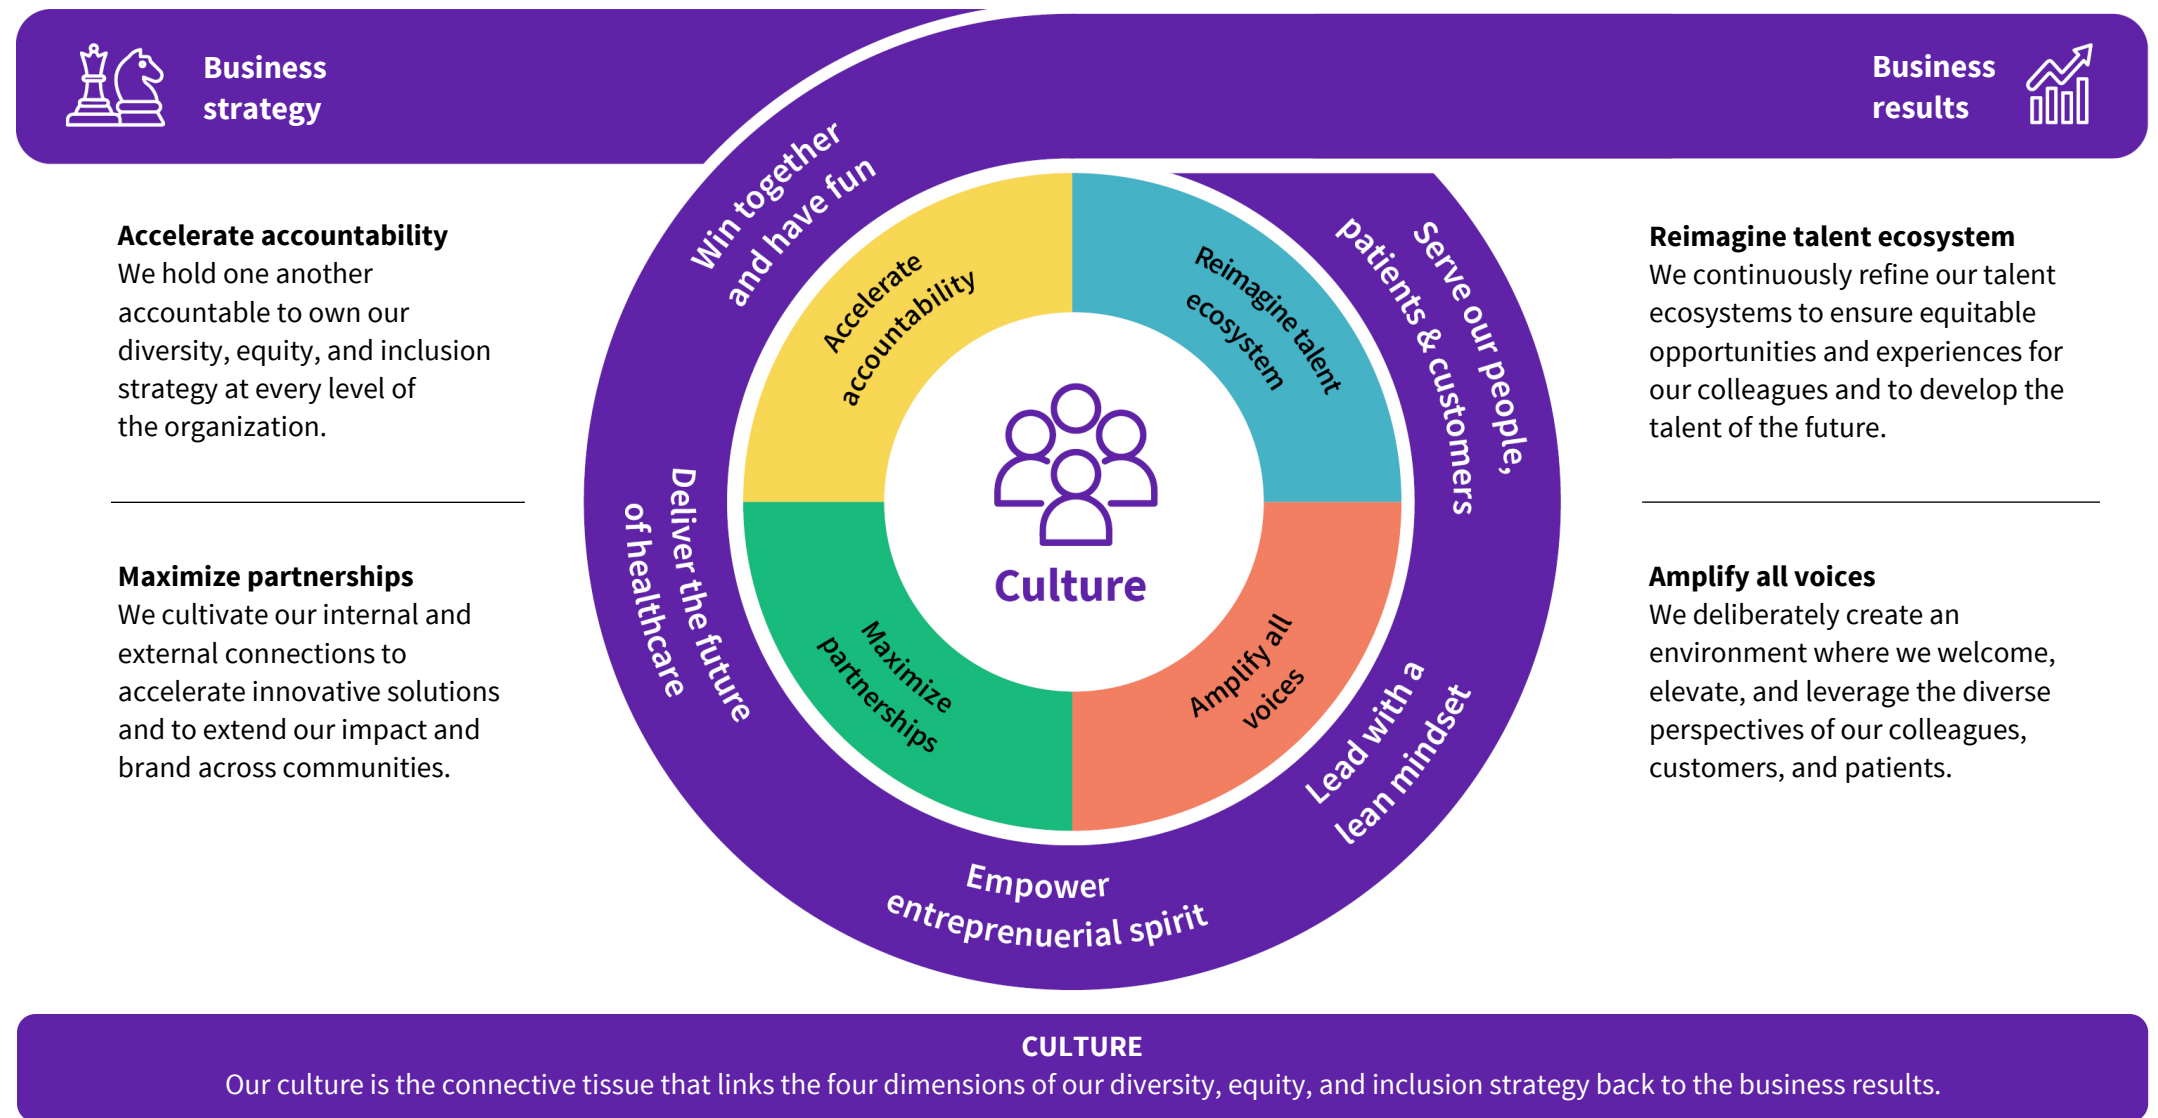 Business
strategy
Business
results
Accelerate accountability
We hold one another
accountable to own our
diversity, equity, and inclusion
strategy at every level of
the organization.
Maximize partnerships
We cultivate our internal and
external connections to
accelerate innovative solutions
and to extend our impact and
brand across communities.
Win together
and have fun
Serve our people,
patients & customers
Lead with a
lean mindset
Empower
entreprenuerial spirit
Deliver the future
of healthcare
Accelerate
accountability
Reimagine talent
ecosystem
Amplify all
voices
Maximize
partnerships
Culture
Reimagine talent ecosystem
We continuously refine our talent
ecosystems to ensure equitable
opportunities and experiences for
our colleagues and to develop the
talent of the future.
Amplify all voices
We deliberately create an
environment where we welcome,
elevate, and leverage the diverse
perspectives of our colleagues,
customers, and patients.
CULTURE
Our culture is the connective tissue that links the four dimensions of our diversity, equity, and inclusion strategy back to the business results.